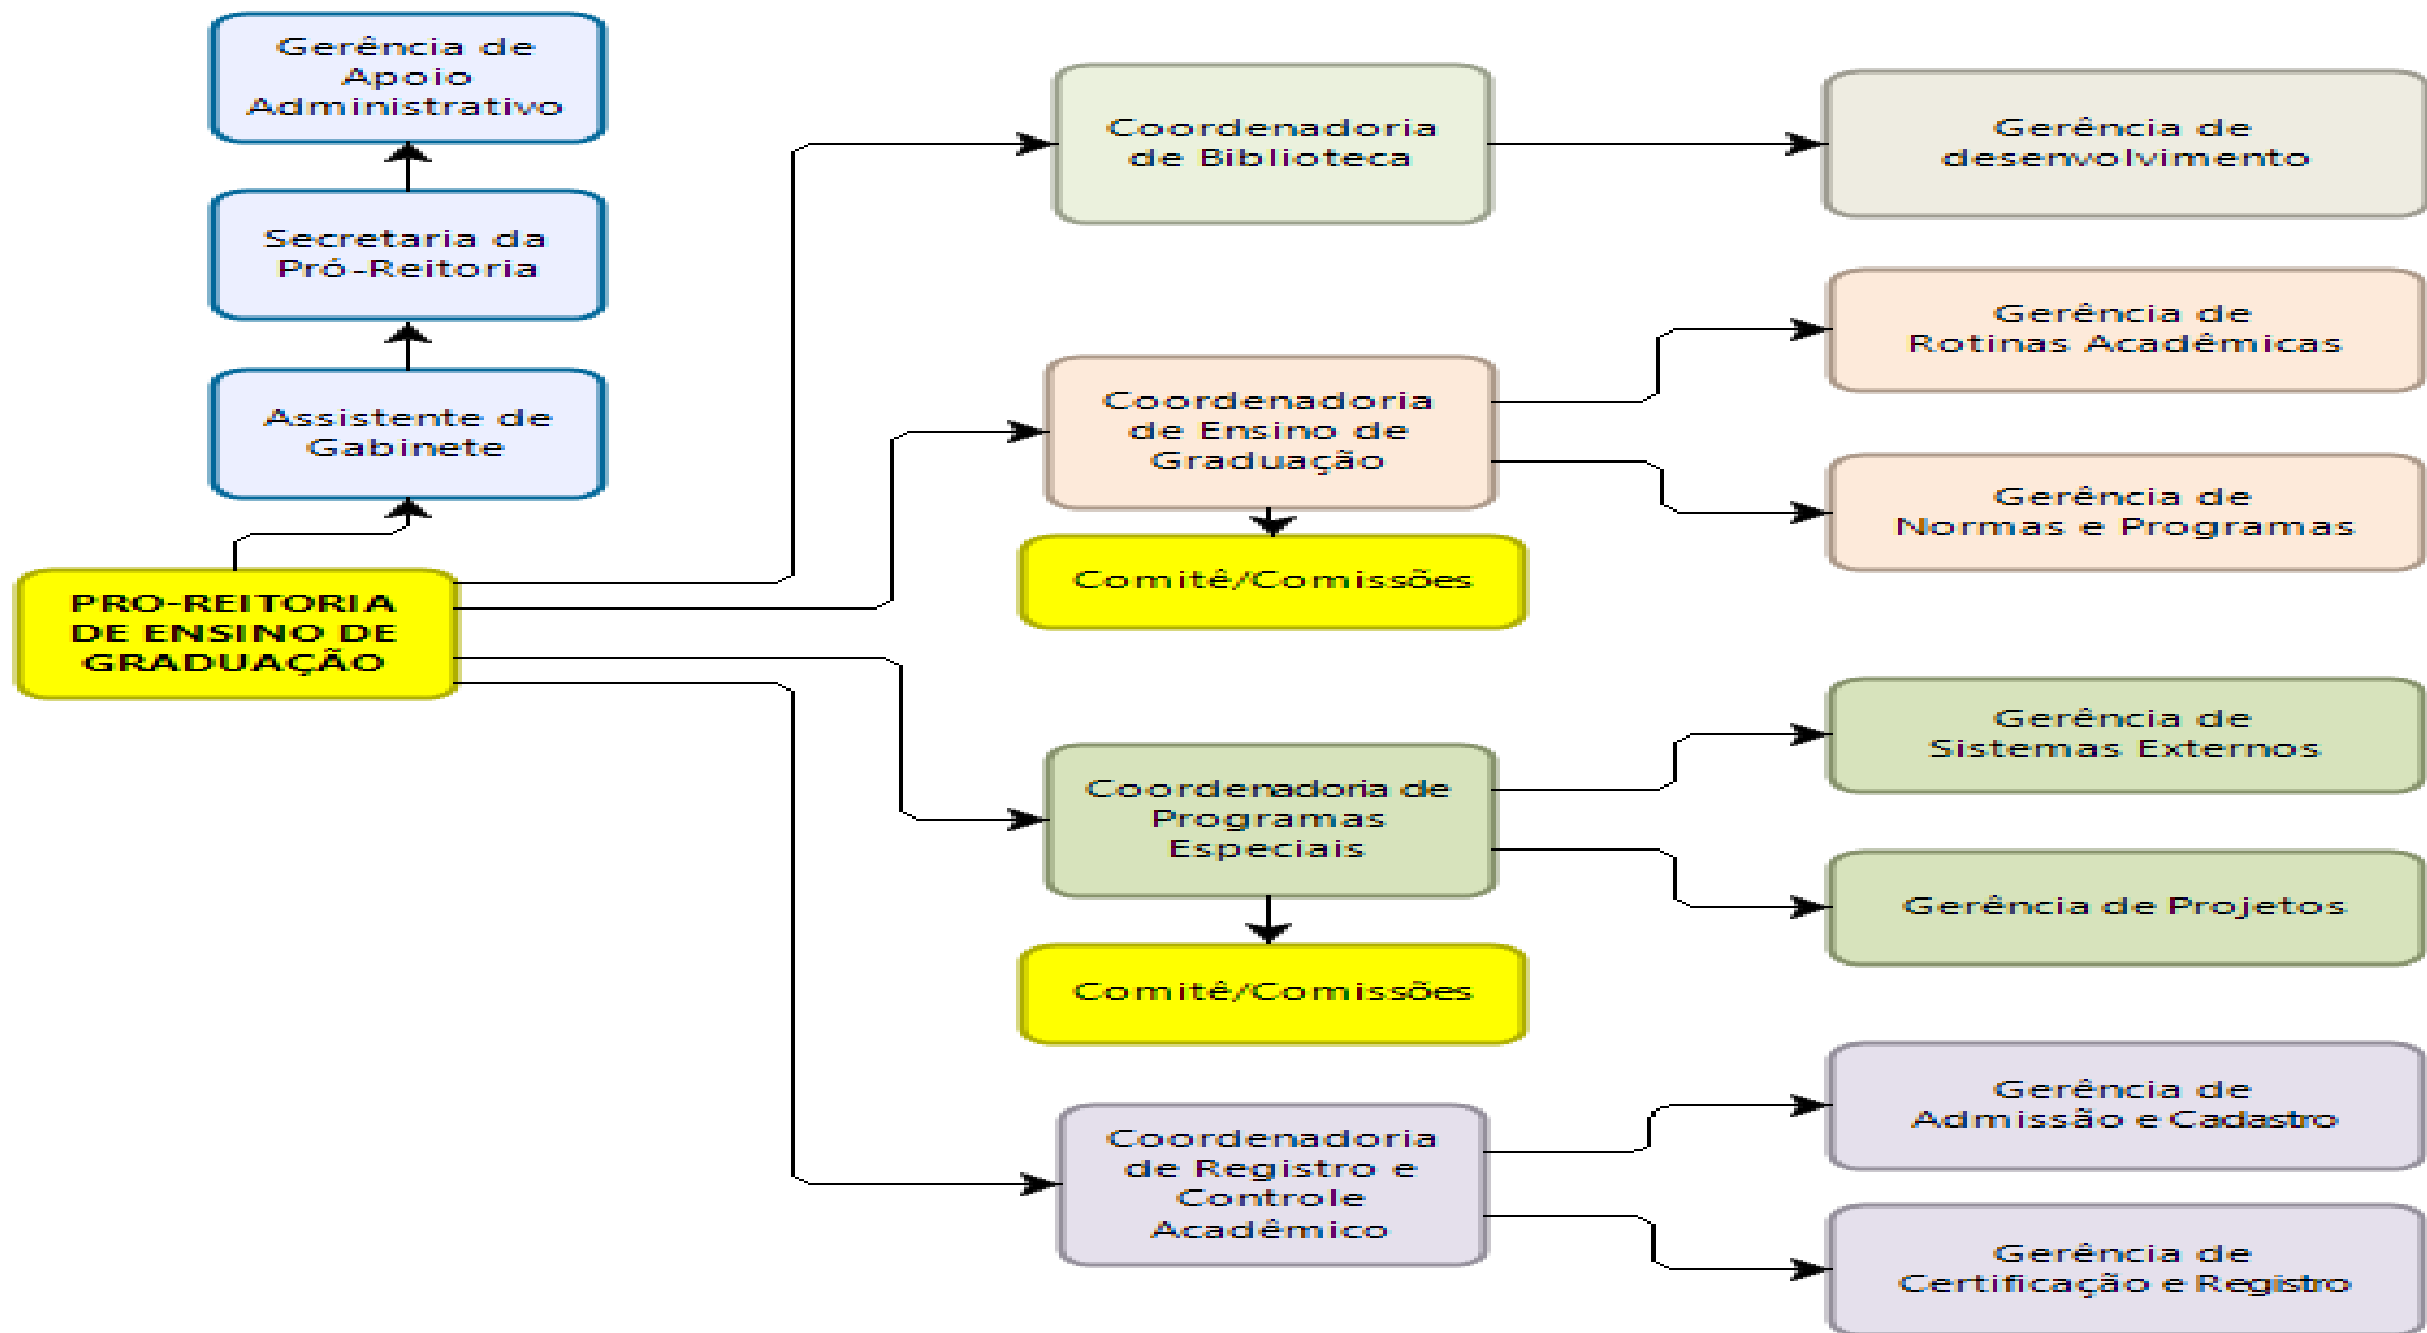 Gerência de
Apoio
Administrativo
Secretaria da
Pró-Reitoria
Assistente de
Gabinete
PRO-REITORIA
DE ENSINO DE
GRADUAÇÃO
Coordenadoria
de Biblioteca
Gerência de
desenvolvimento
Coordenadoria
de Ensino de
Graduação
Comitê/Comissões
Gerência de
Rotinas Acadêmicas
Gerência de
Normas e Programas
Coordenadoria de
Programas
Especiais
Comitê/Comissões
Gerência de
Sistemas Externos
Gerência de Projetos
Coordenadoria
de Registro e
Controle
Acadêmico
Gerência de
Admissão e Cadastro
Gerência de
Certificação e Registro